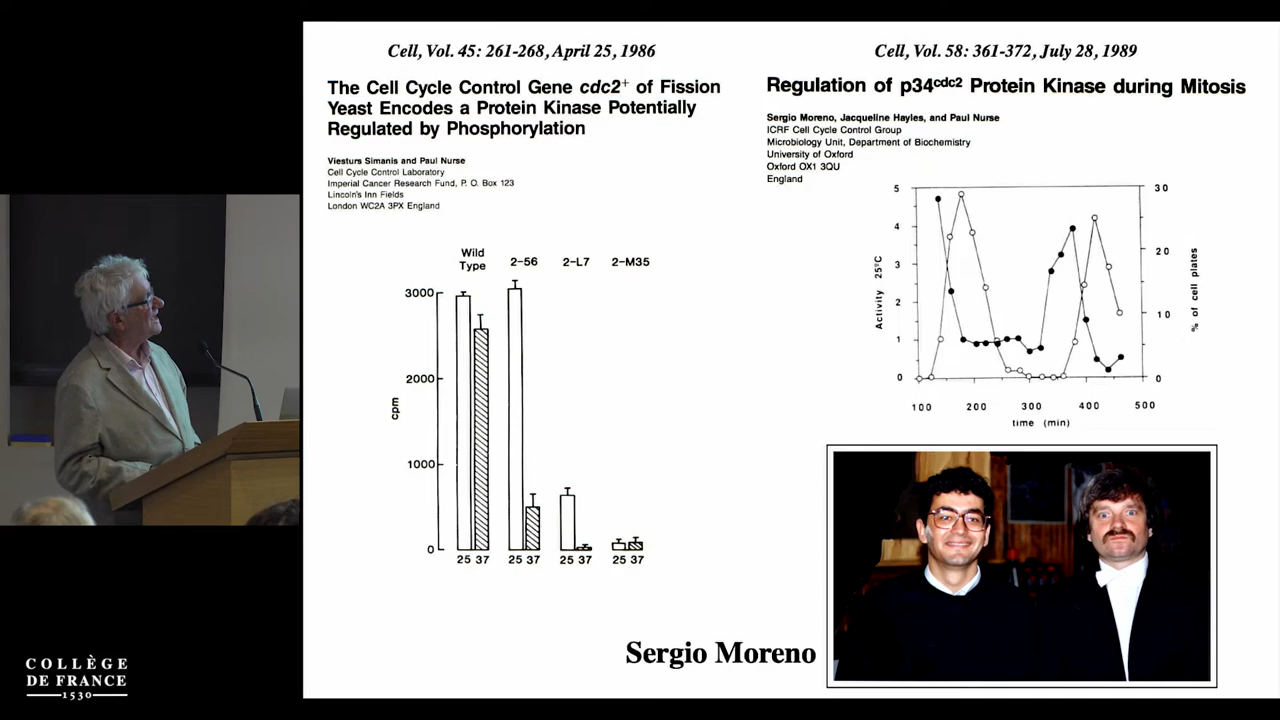 Cell, Vol. 45: 261-268, April 25, 1986
The Cell Cycle Control Gene cdc2+ of Fission
Yeast Encodes a Protein Kinase Potentially
Regulated by Phosphorylation
Viesturs Simanis and Paul Nurse
Cell Cycle Control Laboratory
Imperial Cancer Research Fund, P. O. Box 123
Lincoln's Inn Fields
London WC2A 3PX England
Wild
Type
2-56
2-L7
2-M35
3000
2000
1000
0
cpm
25 37
25 37
25 37
25 37
Cell, Vol. 58: 361-372, July 28, 1989
Regulation of p34cdc2 Protein Kinase during Mitosis
Sergio Moreno, Jacqueline Hayles, and Paul Nurse
ICRF Cell Cycle Control Group
Microbiology Unit, Department of Biochemistry
University of Oxford
Oxford OX1 3QU
England
5
4
3
2
1
0
Activity 25ºC
30
20
10
0
% of cell plates
100 200 300 400 500
time (min)
Sergio Moreno
COLLÈGE
DE FRANCE
1530